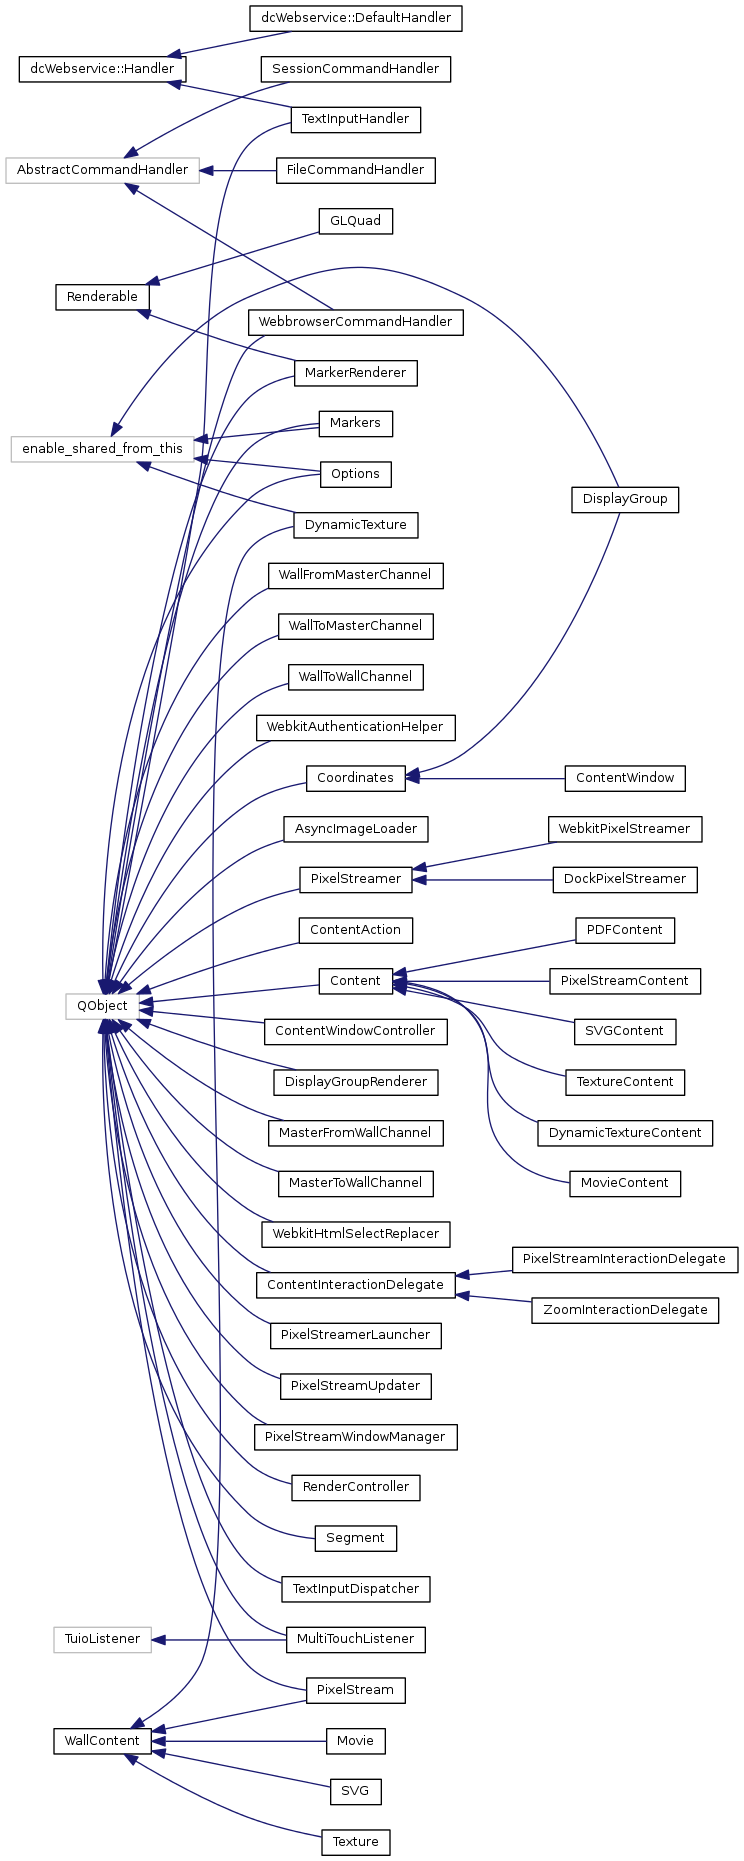 dcWebservice::DefaultHandler
dcWebservice::Handler
SessionCommandHandler
TextInputHandler
AbstractCommandHandler
FileCommandHandler
GLQuad
Renderable
WebbrowserCommandHandler
MarkerRenderer
Markers
enable_shared_from_this
Options
DisplayGroup
DynamicTexture
WallFromMasterChannel
WallToMasterChannel
WallToWallChannel
WebkitAuthenticationHelper
Coordinates
ContentWindow
AsyncImageLoader
WebkitPixelStreamer
PixelStreamer
DockPixelStreamer
ContentAction
PDFContent
Content
PixelStreamContent
QObject
ContentWindowController
SVGContent
DisplayGroupRenderer
TextureContent
MasterFromWallChannel
DynamicTextureContent
MasterToWallChannel
MovieContent
WebkitHtmlSelectReplacer
PixelStreamInteractionDelegate
ContentInteractionDelegate
ZoomInteractionDelegate
PixelStreamerLauncher
PixelStreamUpdater
PixelStreamWindowManager
RenderController
Segment
TextInputDispatcher
TuioListener
MultiTouchListener
PixelStream
WallContent
Movie
SVG
Texture